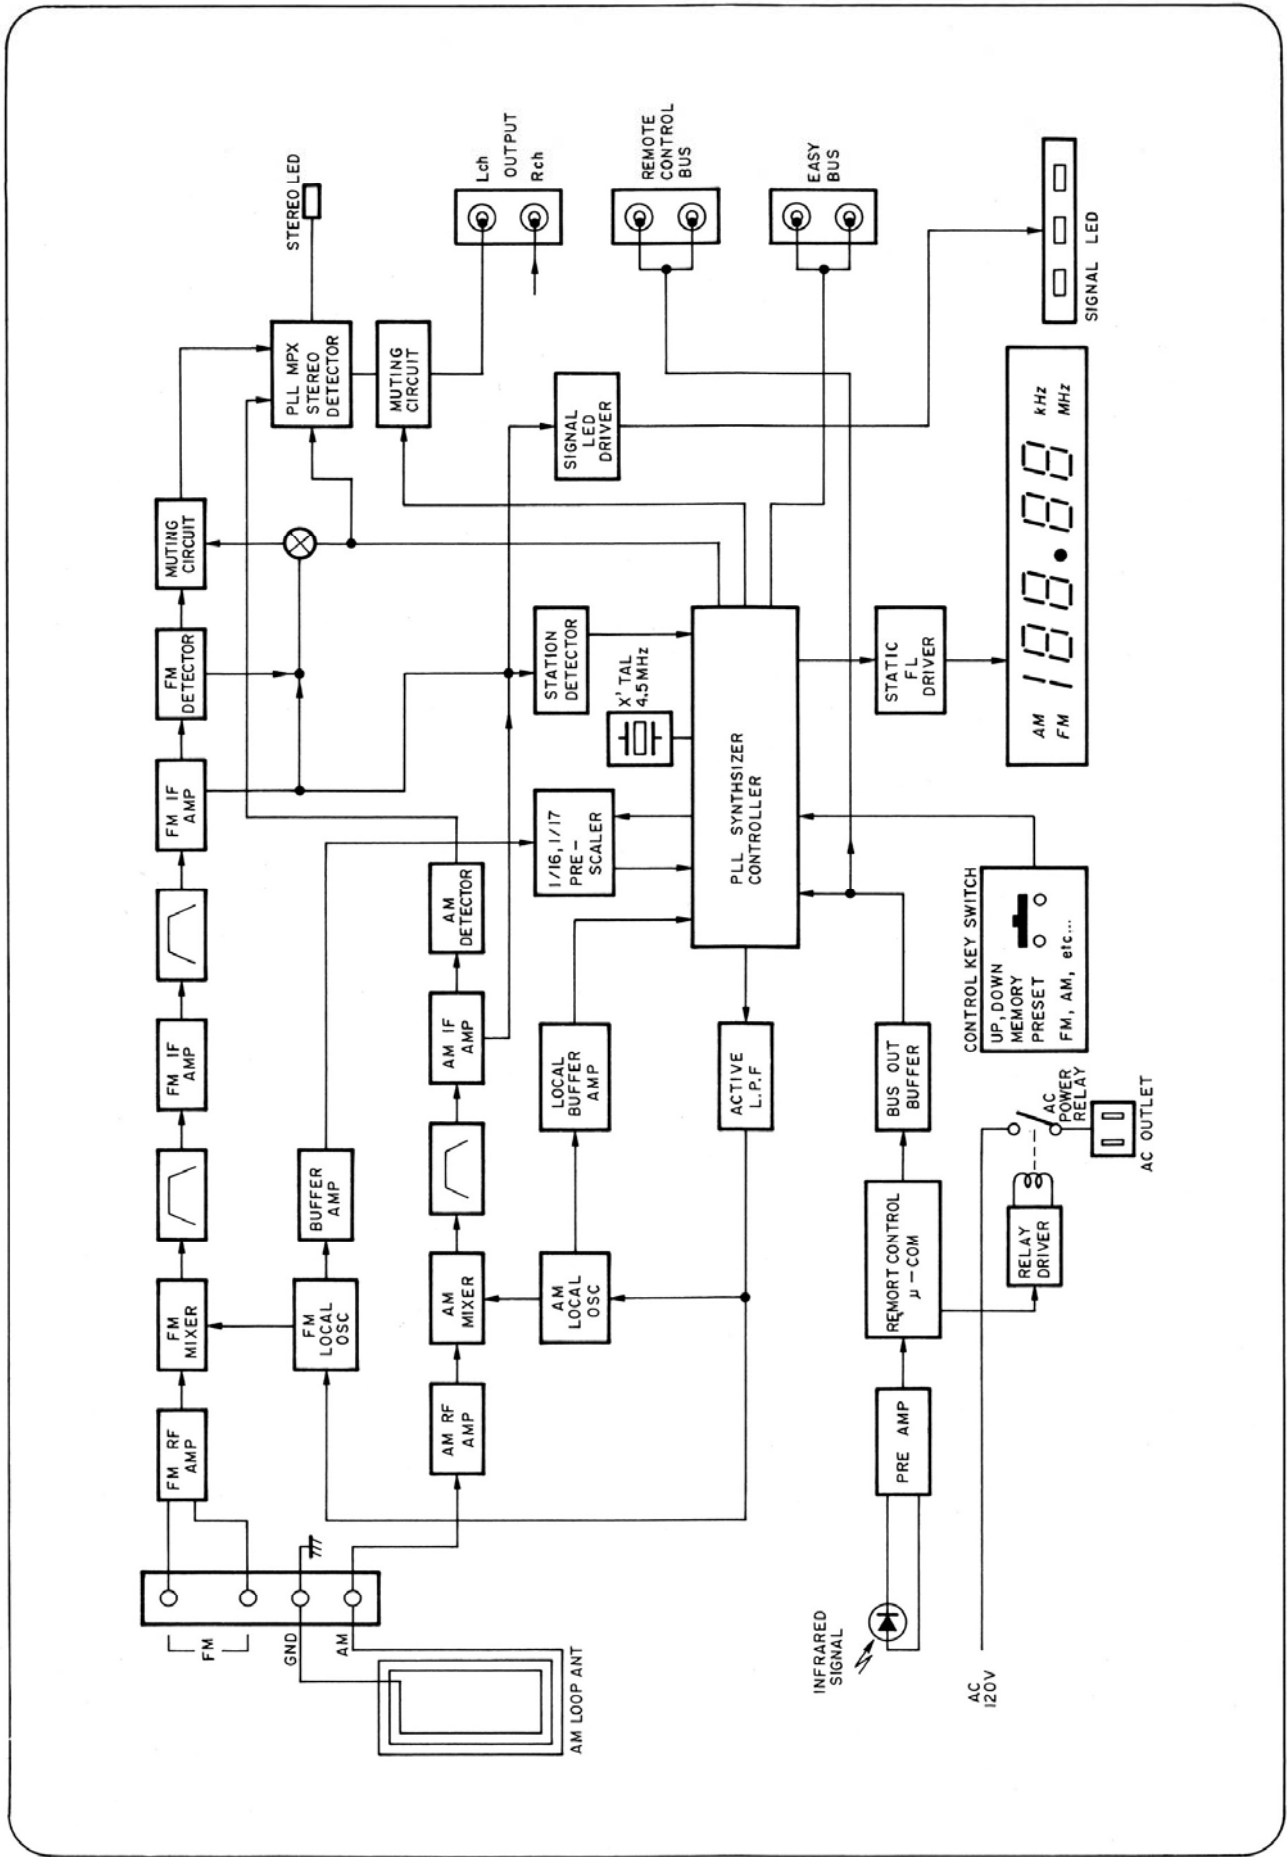 FM
GND
AM
AM LOOP ANT
FM RF
AMP
FM
MIXER
FM IF
AMP
FM IF
AMP
FM
DETECTOR
MUTING
CIRCUIT
FM
LOCAL
OSC
BUFFER
AMP
PLL MPX
STEREO
DETECTOR
STEREO LED
AM RF
AMP
AM
MIXER
AM IF
AMP
AM
DETECTOR
MUTING
CIRCUIT
Lch
OUTPUT
Rch
AM
LOCAL
OSC
LOCAL
BUFFER
AMP
1/16, 1/17
PRE-
SCALER
STATION
DETECTOR
SIGNAL
LED
DRIVER
X'TAL
4.5MHz
REMOTE
CONTROL
BUS
ACTIVE
L.P.F
PLL SYNTHSIZER
CONTROLLER
EASY
BUS
INFRARED
SIGNAL
PRE AMP
REMORT CONTROL
μ-COM
BUS OUT
BUFFER
STATIC
FL
DRIVER
CONTROL KEY SWITCH
UP, DOWN
MEMORY
PRESET
FM, AM, etc...
AC
120V
RELAY
DRIVER
AC
POWER
RELAY
AC OUTLET
AM
FM
188.88
kHz
MHz
SIGNAL LED